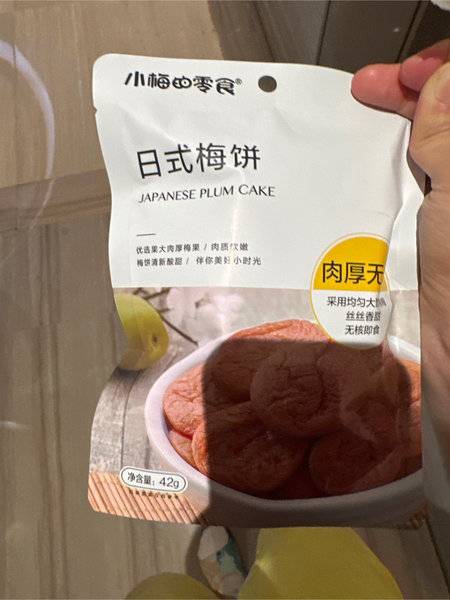 小梅的零食®
日式梅饼
JAPANESE PLUM CAKE
优选果大肉厚梅果 / 肉质软嫩
梅饼清新酸甜 / 伴你美好小时光
肉厚无
采用均匀大
丝丝香甜
无核即食
净含量：42g